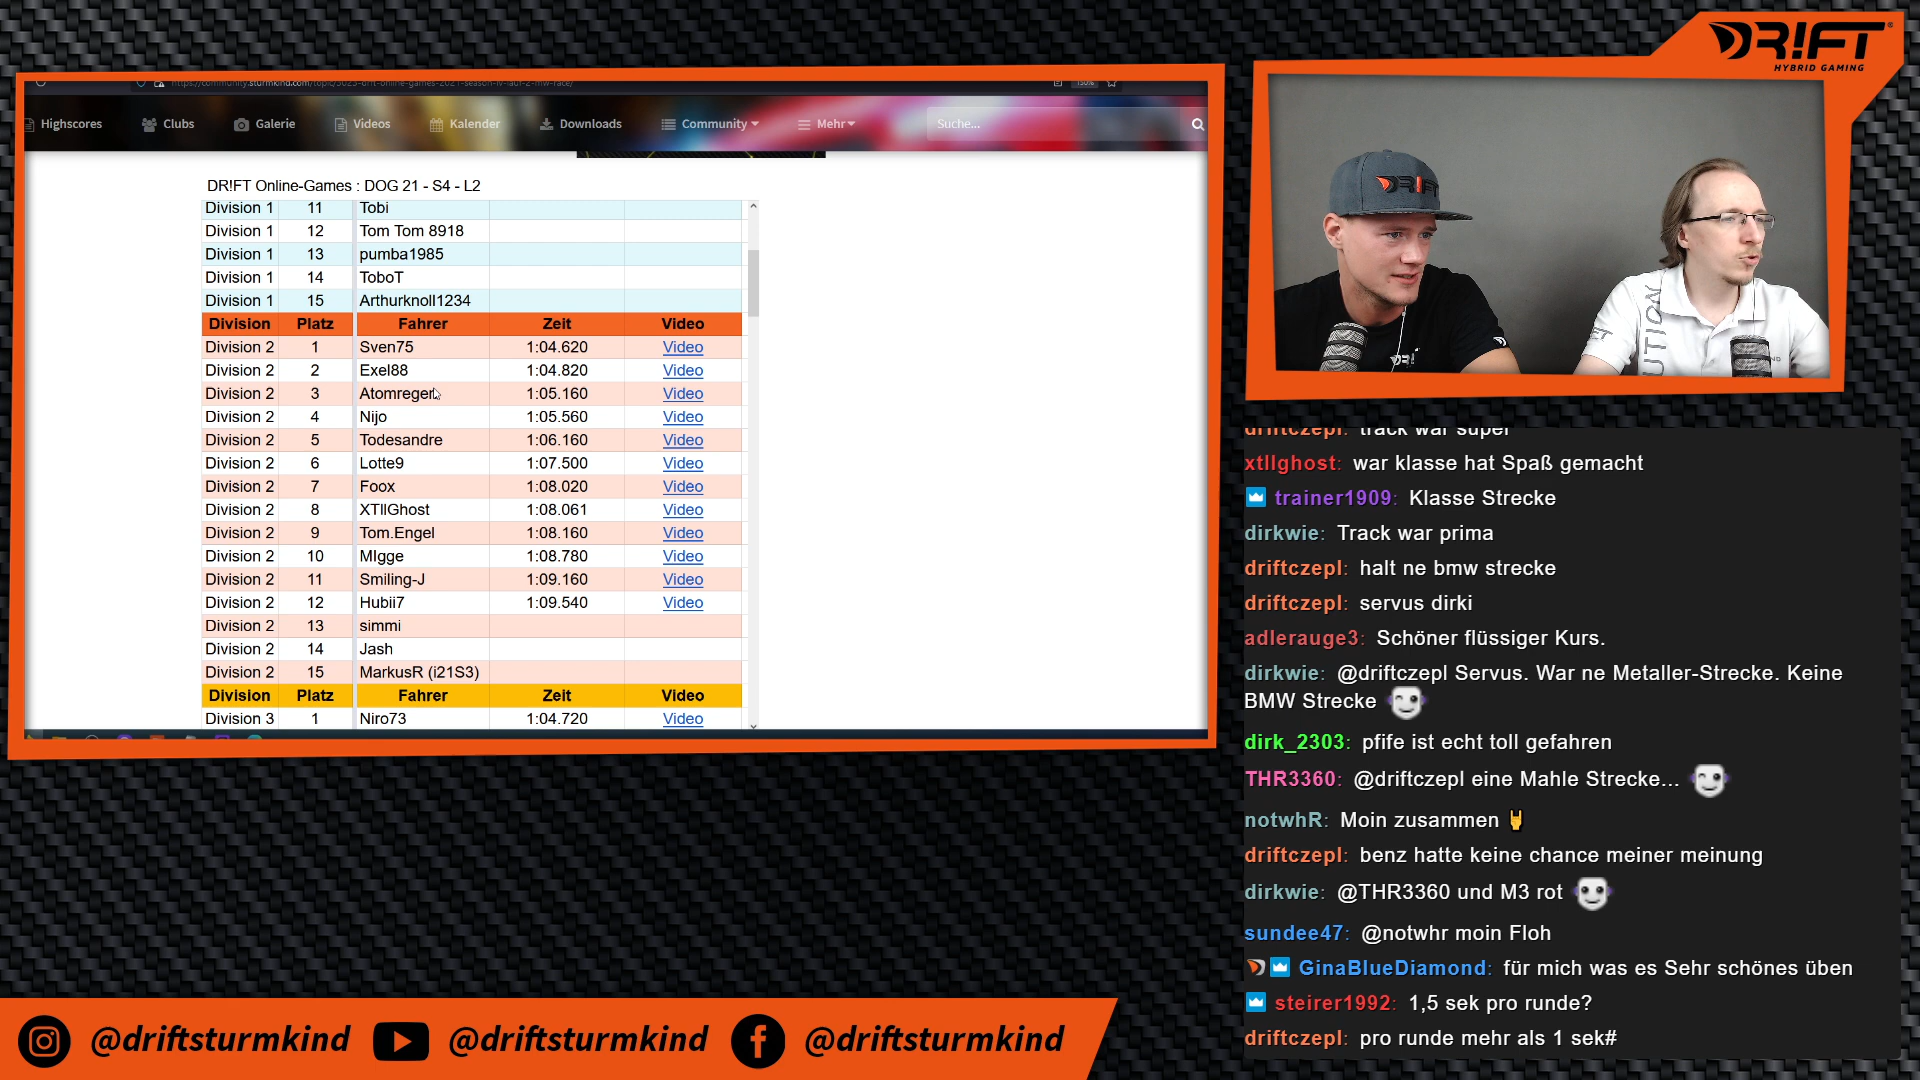 DR!FT
HYBRID GAMING
Highscores Clubs Galerie Videos Kalender Downloads Community Mehr Suche...
DR!FT Online-Games : DOG 21 - S4 - L2
Division 1 11 Tobi
Division 1 12 Tom Tom 8918
Division 1 13 pumba1985
Division 1 14 ToboT
Division 1 15 Arthurknoll1234
Division Platz Fahrer Zeit Video
Division 2 1 Sven75 1:04.620 Video
Division 2 2 Exel88 1:04.820 Video
Division 2 3 Atomreger 1:05.160 Video
Division 2 4 Nijo 1:05.560 Video
Division 2 5 Todesandre 1:06.160 Video
Division 2 6 Lotte9 1:07.500 Video
Division 2 7 Foox 1:08.020 Video
Division 2 8 XTllGhost 1:08.061 Video
Division 2 9 Tom.Engel 1:08.160 Video
Division 2 10 MIgge 1:08.780 Video
Division 2 11 Smiling-J 1:09.160 Video
Division 2 12 Hubii7 1:09.540 Video
Division 2 13 simmi
Division 2 14 Jash
Division 2 15 MarkusR (i21S3)
Division Platz Fahrer Zeit Video
Division 3 1 Niro73 1:04.720 Video
driftczepl: track war super
xtllghost: war klasse hat Spaß gemacht
trainer1909: Klasse Strecke
dirkwie: Track war prima
driftczepl: halt ne bmw strecke
driftczepl: servus dirki
adlerauge3: Schöner flüssiger Kurs.
dirkwie: @driftczepl Servus. War ne Metaller-Strecke. Keine
BMW Strecke
dirk_2303: pfife ist echt toll gefahren
THR3360: @driftczepl eine Mahle Strecke...
notwhR: Moin zusammen 🤘
driftczepl: benz hatte keine chance meiner meinung
dirkwie: @THR3360 und M3 rot
sundee47: @notwhr moin Floh
GinaBlueDiamond: für mich was es Sehr schönes üben
steirer1992: 1,5 sek pro runde?
driftczepl: pro runde mehr als 1 sek#
@driftsturmkind @driftsturmkind @driftsturmkind